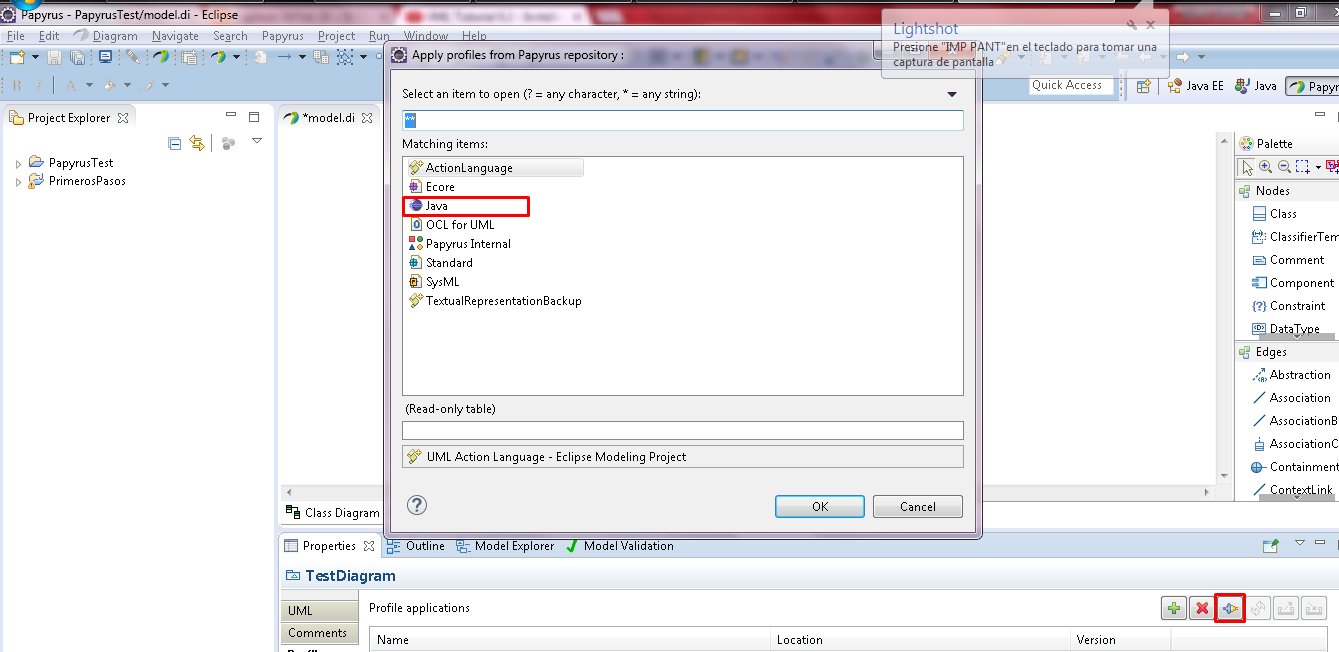 Papyrus - PapyrusTest/model.di - Eclipse
File Edit Diagram Navigate Search Papyrus Project Run Window Help
Lightshot
Presione "IMP PANT"en el teclado para tomar una
captura de pantalla
Quick Access
Java EE
Java
Papyr
Project Explorer
PapyrusTest
PrimerosPasos
*model.di
Apply profiles from Papyrus repository :
Select an item to open (? = any character, * = any string):
**
Matching items:
ActionLanguage
Ecore
Java
OCL for UML
Papyrus Internal
Standard
SysML
TextualRepresentationBackup
(Read-only table)
UML Action Language - Eclipse Modeling Project
OK
Cancel
Palette
Nodes
Class
ClassifierTem
Comment
Component
Constraint
DataType
Edges
Abstraction
Association
AssociationB
AssociationC
Containment
ContextLink
Class Diagram
Properties
Outline
Model Explorer
Model Validation
TestDiagram
UML
Comments
Profile applications
Name
Location
Version